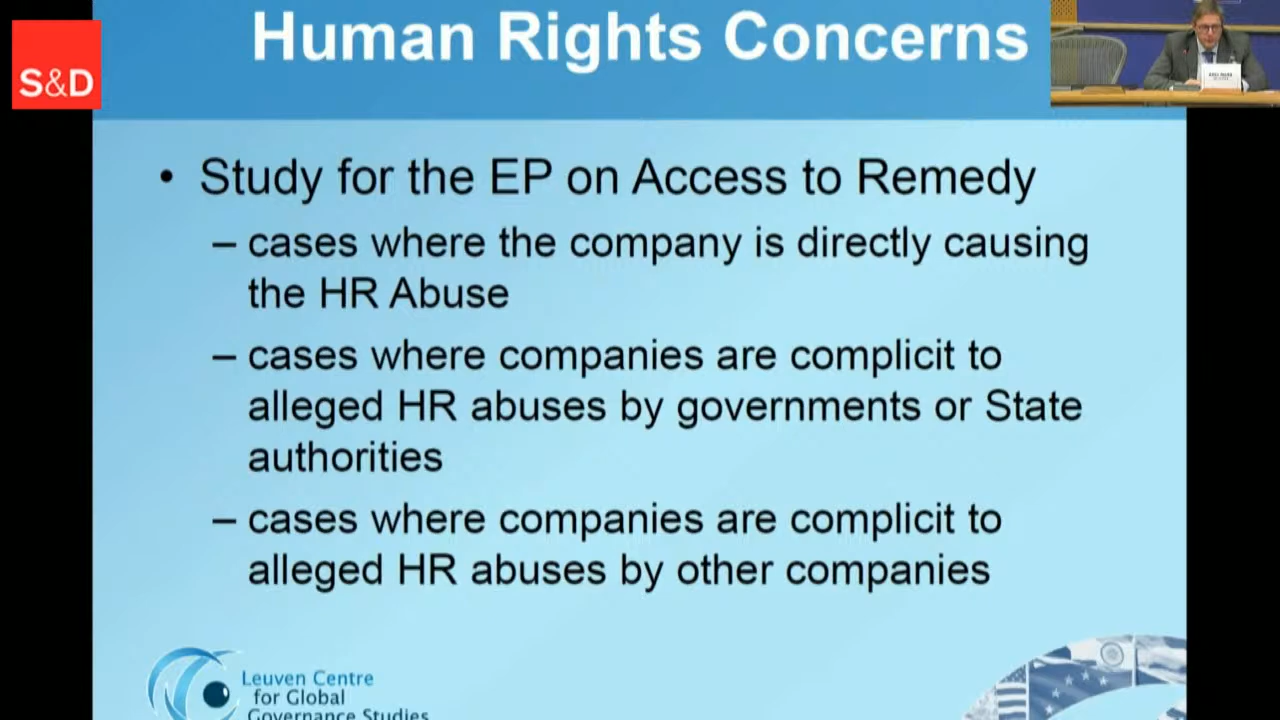 Human Rights Concerns
S&D
• Study for the EP on Access to Remedy
– cases where the company is directly causing
the HR Abuse
– cases where companies are complicit to
alleged HR abuses by governments or State
authorities
– cases where companies are complicit to
alleged HR abuses by other companies
Leuven Centre
for Global
Governance Studies